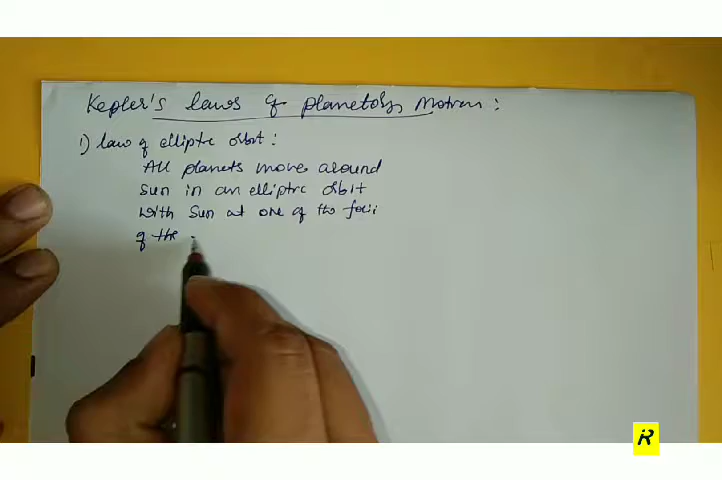 Kepler's laws of planetory Motion :
1) law of elliptic orbit :
All planets move around
sun in an elliptic orbit
with sun at one of the focii
of the
R